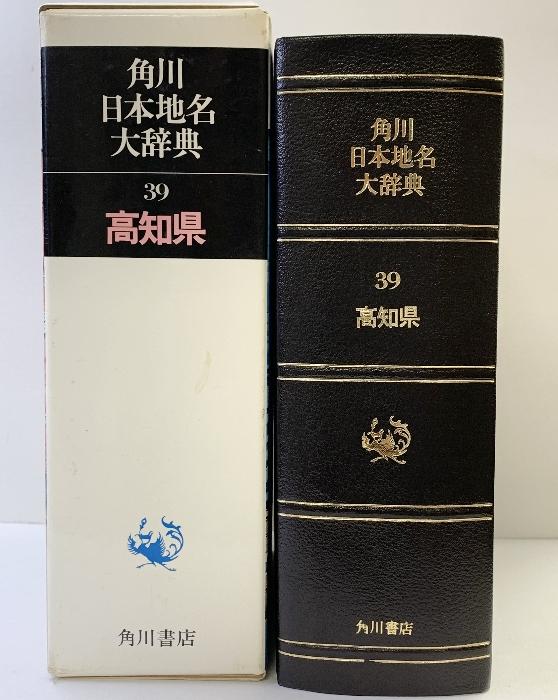 角川
日本地名
大辞典
39
高知県
角川書店
角川
日本地名
大辞典
39
高知県
角川書店